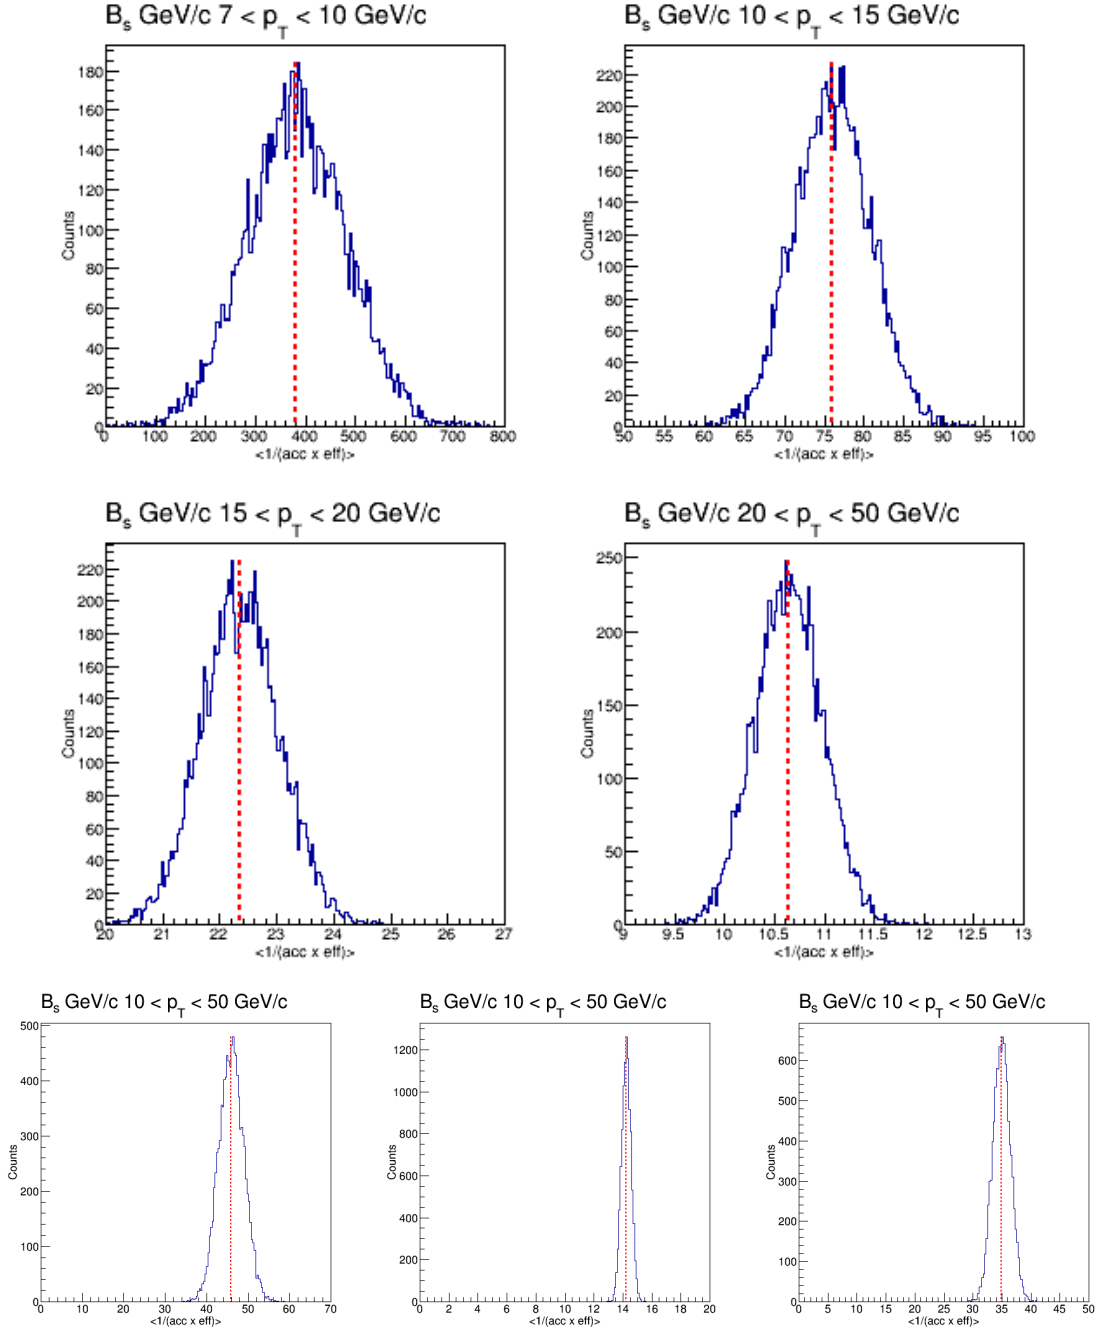 B_s GeV/c 7 < p_T < 10 GeV/c
180
160
140
120
100
80
60
40
20
0
Counts
0 100 200 300 400 500 600 700 800
<1/(acc x eff)>
B_s GeV/c 10 < p_T < 15 GeV/c
220
200
180
160
140
120
100
80
60
40
20
0
Counts
50 55 60 65 70 75 80 85 90 95 100
<1/(acc x eff)>
B_s GeV/c 15 < p_T < 20 GeV/c
220
200
180
160
140
120
100
80
60
40
20
0
Counts
20 21 22 23 24 25 26 27
<1/(acc x eff)>
B_s GeV/c 20 < p_T < 50 GeV/c
250
200
150
100
50
0
Counts
9 9.5 10 10.5 11 11.5 12 12.5 13
<1/(acc x eff)>
B_s GeV/c 10 < p_T < 50 GeV/c
500
400
300
200
100
0
Counts
0 10 20 30 40 50 60 70
<1/(acc x eff)>
B_s GeV/c 10 < p_T < 50 GeV/c
1200
1000
800
600
400
200
0
Counts
0 2 4 6 8 10 12 14 16 18 20
<1/(acc x eff)>
B_s GeV/c 10 < p_T < 50 GeV/c
600
500
400
300
200
100
0
Counts
0 5 10 15 20 25 30 35 40 45 50
<1/(acc x eff)>